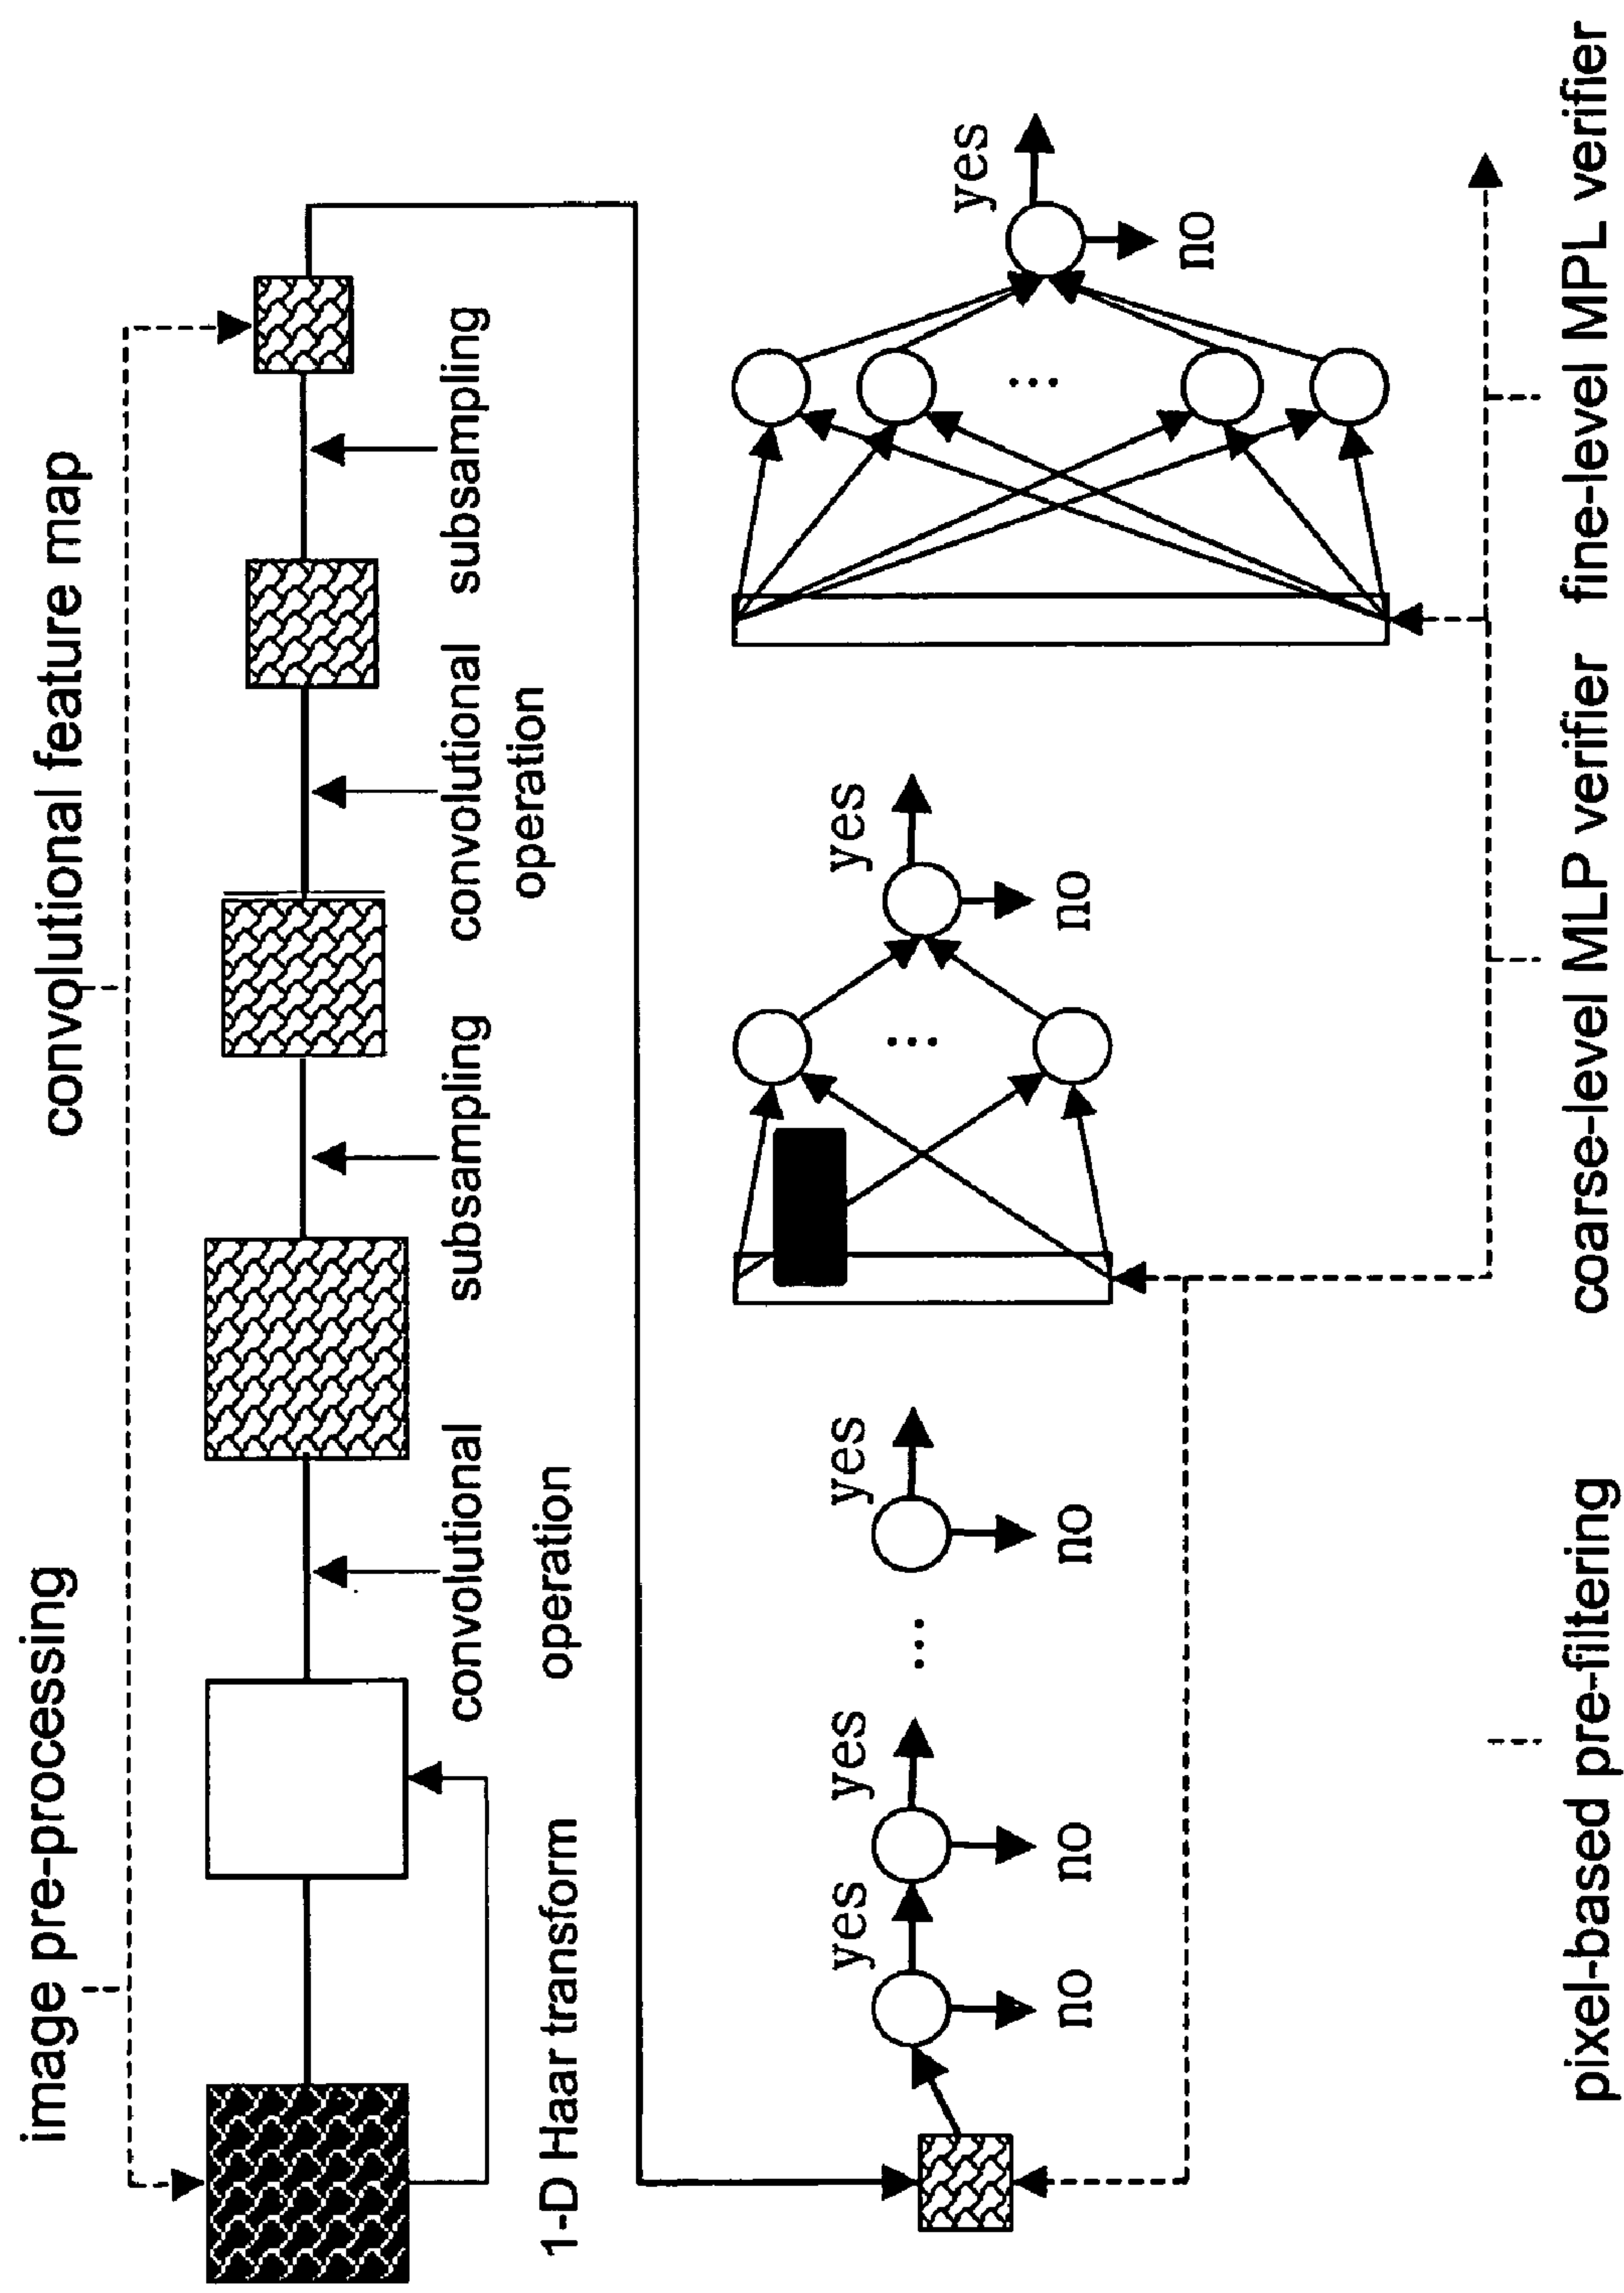 image pre-processing
convolutional feature map
convolutional
operation
subsampling
convolutional
operation
subsampling
1-D Haar transform
yes
yes
...
yes
yes
yes
no
no
no
...
no
...
no
pixel-based pre-filtering
coarse-level MLP verifier
fine-level MPL verifier